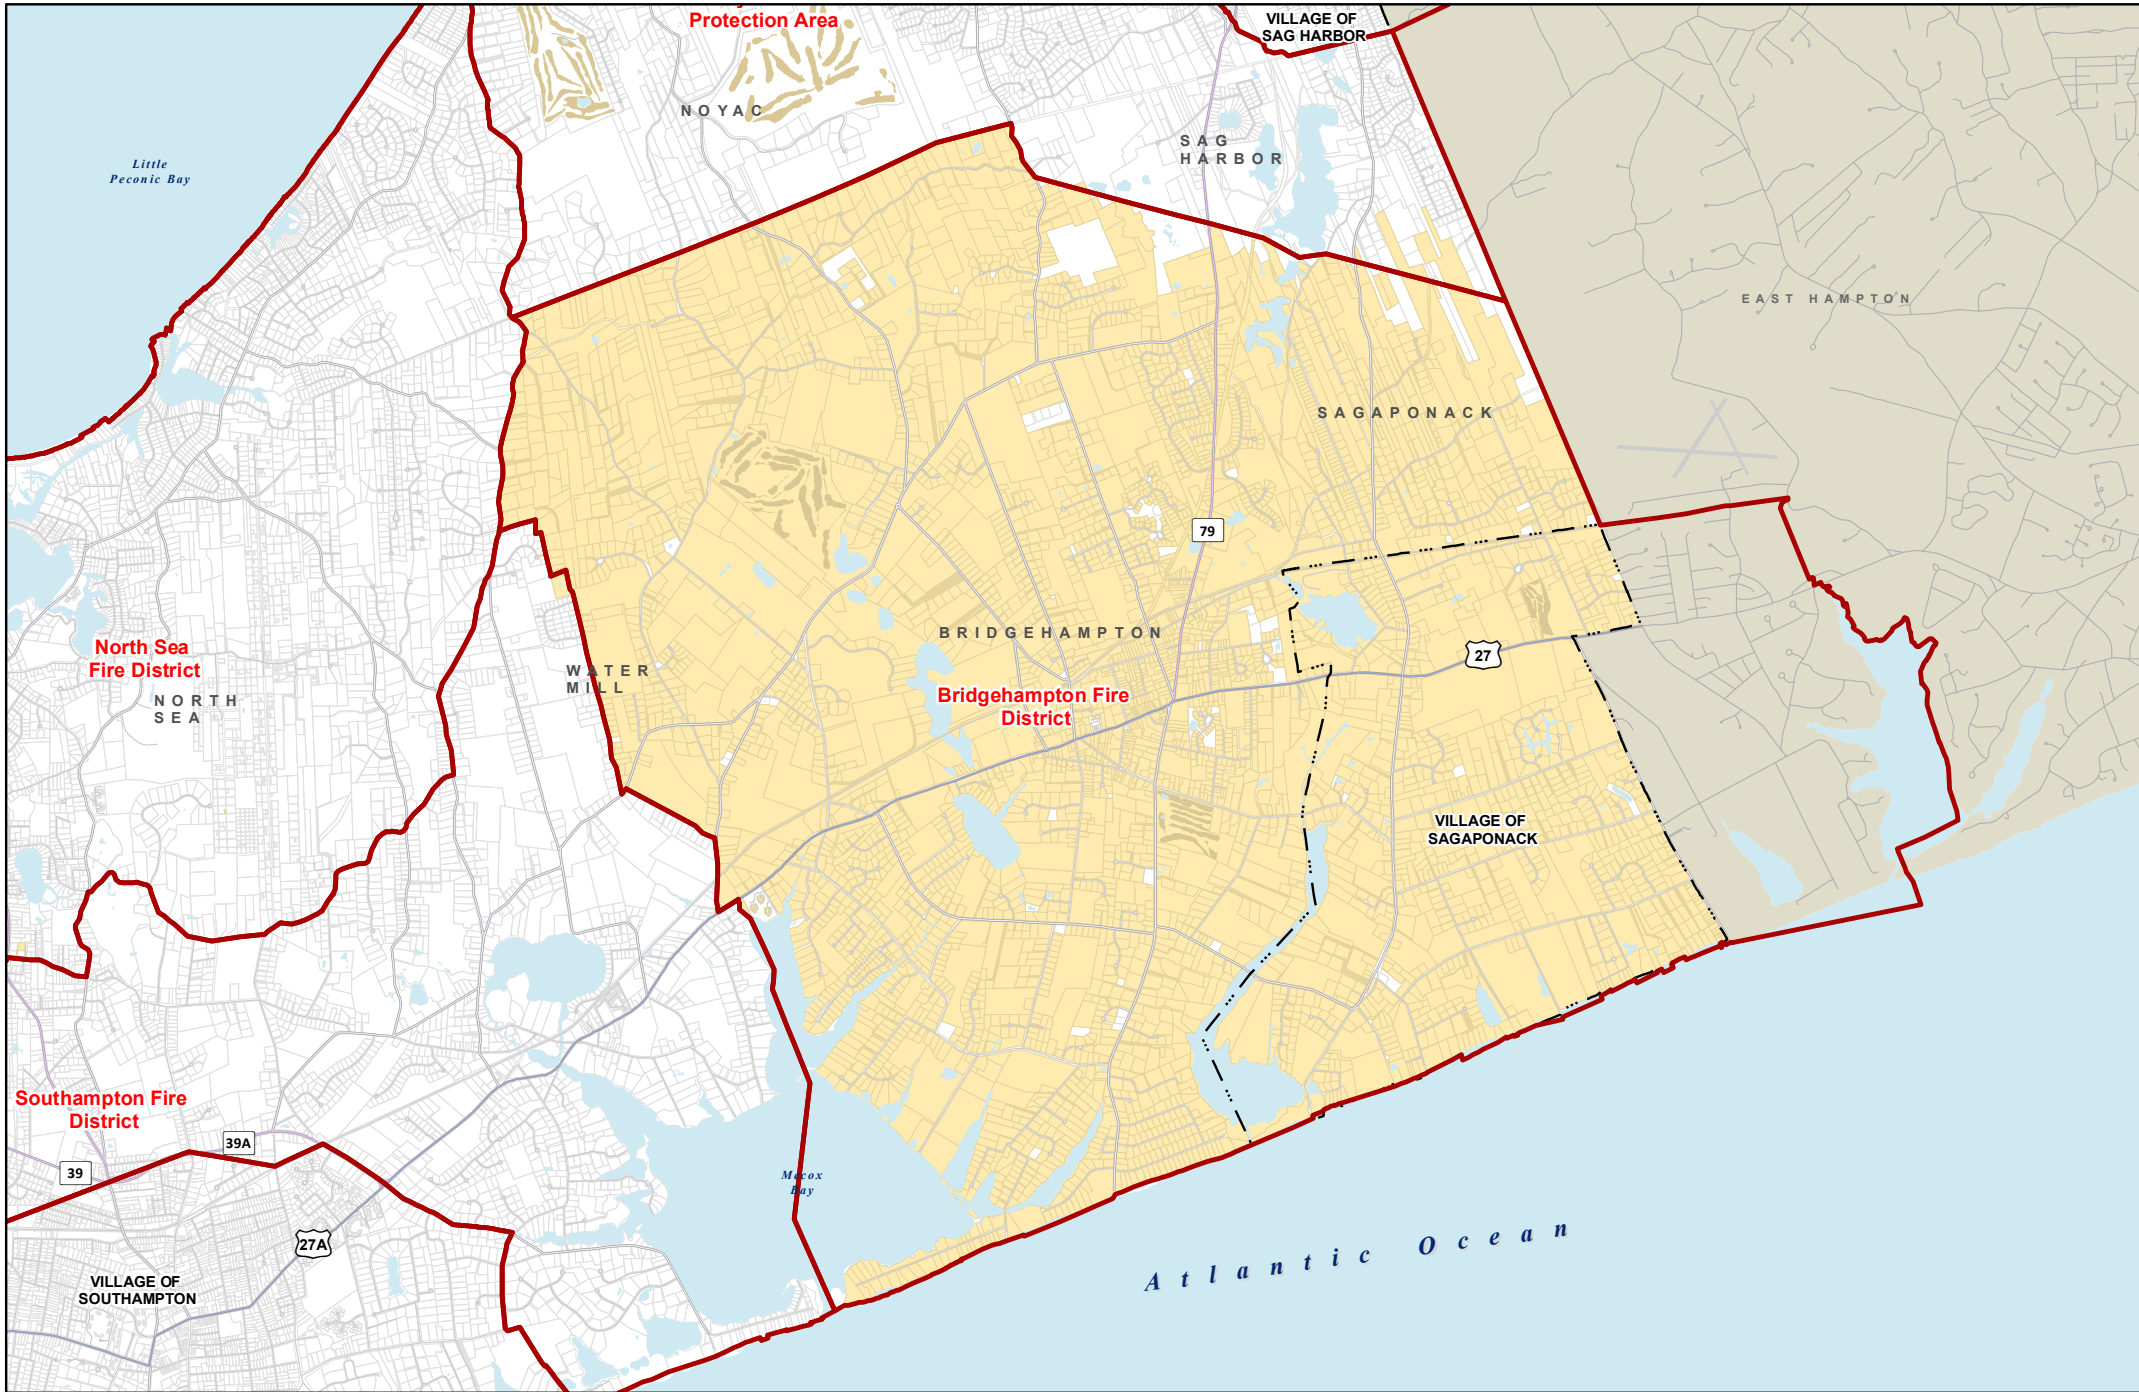 Protection Area
VILLAGE OF
SAG HARBOR
NOYAC
SAG
HARBOR
Little
Peconic Bay
EAST HAMPTON
SAGAPONACK
79
BRIDGEHAMPTON
27
North Sea
Fire District
WATER
MILL
NORTH
SEA
Bridgehampton Fire
District
VILLAGE OF
SAGAPONACK
Southampton Fire
District
39A
39
Mecox
Bay
27A
Atlantic Ocean
VILLAGE OF
SOUTHAMPTON